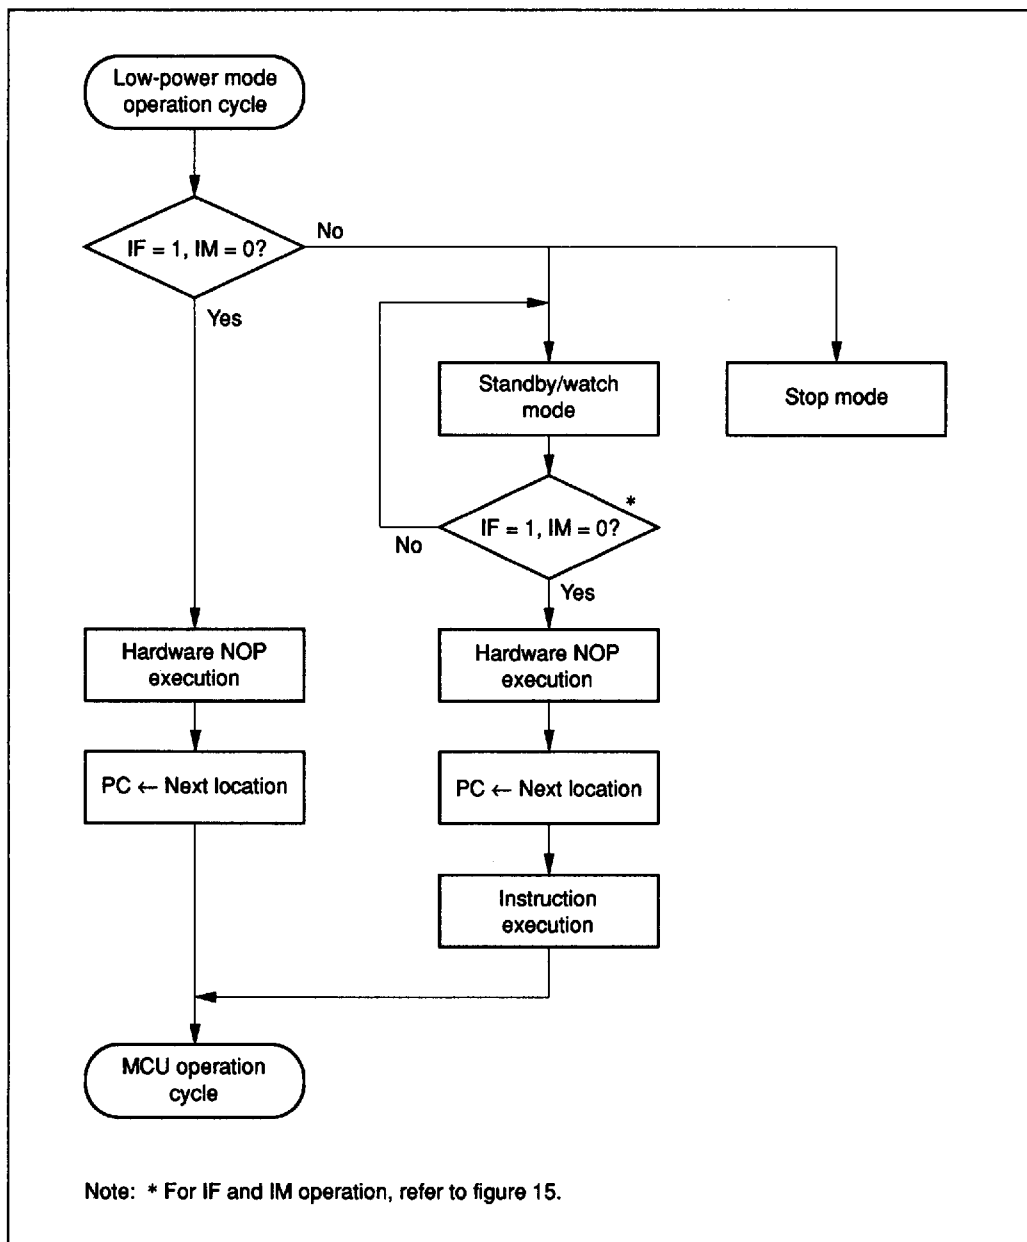 Low-power mode
operation cycle
IF = 1, IM = 0?
No
Yes
Standby/watch
mode
Stop mode
IF = 1, IM = 0?
*
No
Yes
Hardware NOP
execution
Hardware NOP
execution
PC ← Next location
PC ← Next location
Instruction
execution
MCU operation
cycle
Note: * For IF and IM operation, refer to figure 15.